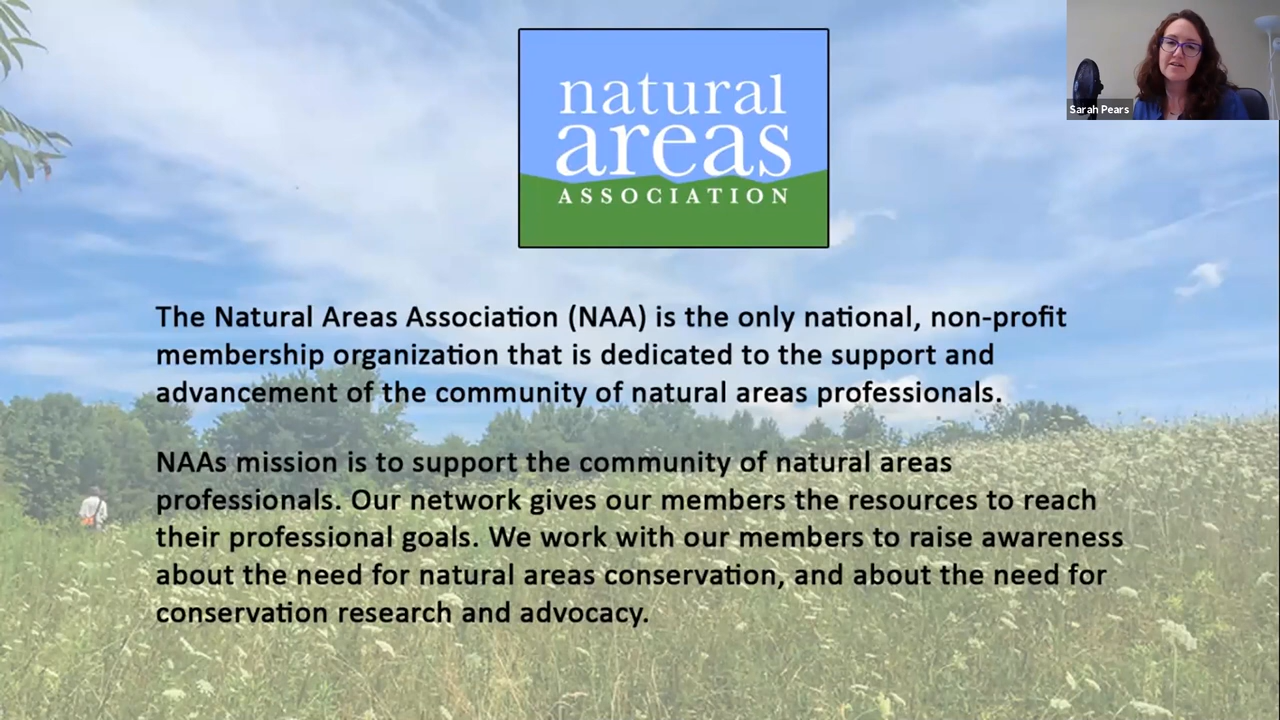 natural
areas
ASSOCIATION
Sarah Pears
The Natural Areas Association (NAA) is the only national, non-profit
membership organization that is dedicated to the support and
advancement of the community of natural areas professionals.
NAAs mission is to support the community of natural areas
professionals. Our network gives our members the resources to reach
their professional goals. We work with our members to raise awareness
about the need for natural areas conservation, and about the need for
conservation research and advocacy.